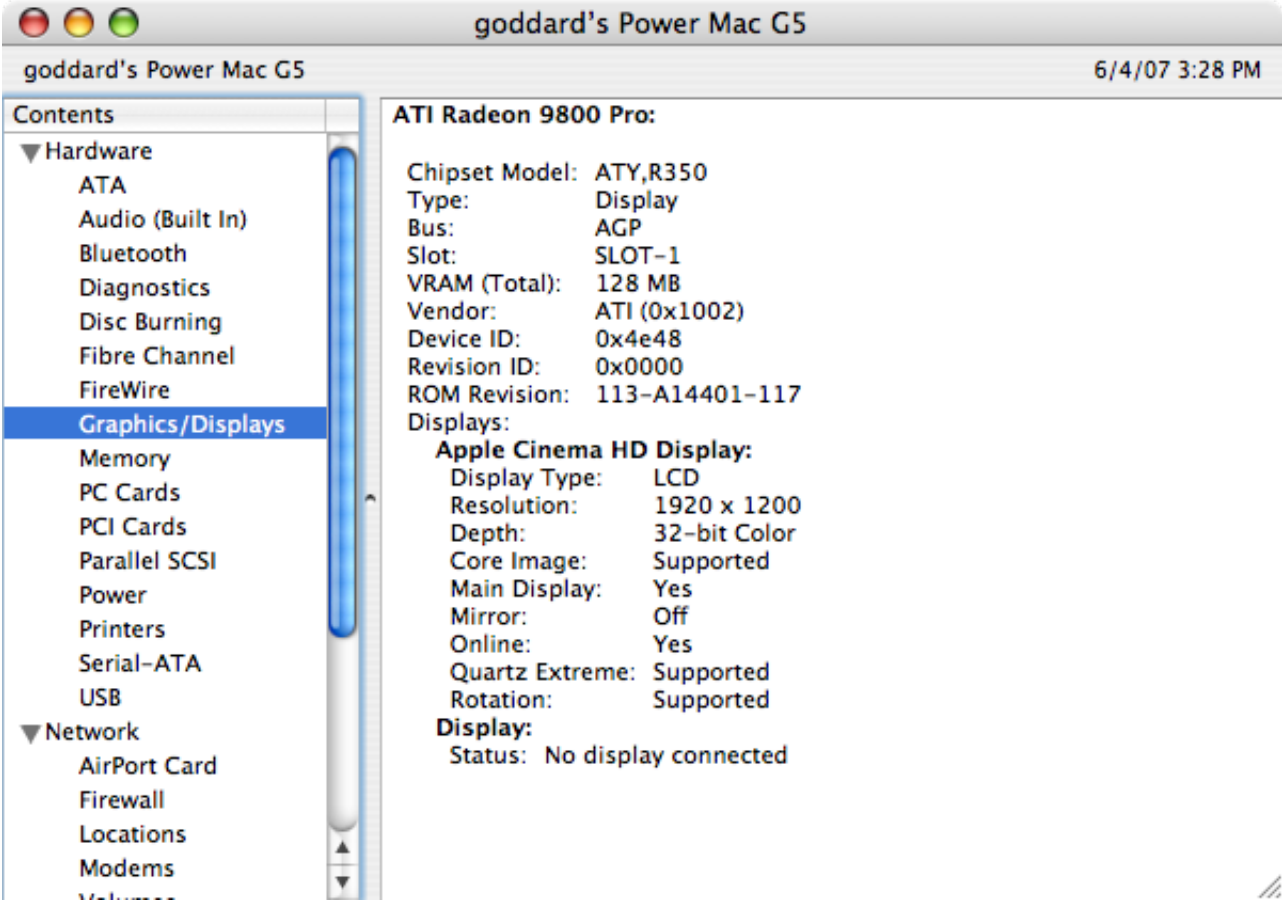 goddard's Power Mac G5
goddard's Power Mac G5 6/4/07 3:28 PM
Contents
Hardware
ATA
Audio (Built In)
Bluetooth
Diagnostics
Disc Burning
Fibre Channel
FireWire
Graphics/Displays
Memory
PC Cards
PCI Cards
Parallel SCSI
Power
Printers
Serial-ATA
USB
Network
AirPort Card
Firewall
Locations
Modems
Volumes
ATI Radeon 9800 Pro:
Chipset Model: ATY,R350
Type: Display
Bus: AGP
Slot: SLOT-1
VRAM (Total): 128 MB
Vendor: ATI (0x1002)
Device ID: 0x4e48
Revision ID: 0x0000
ROM Revision: 113-A14401-117
Displays:
Apple Cinema HD Display:
Display Type: LCD
Resolution: 1920 x 1200
Depth: 32-bit Color
Core Image: Supported
Main Display: Yes
Mirror: Off
Online: Yes
Quartz Extreme: Supported
Rotation: Supported
Display:
Status: No display connected